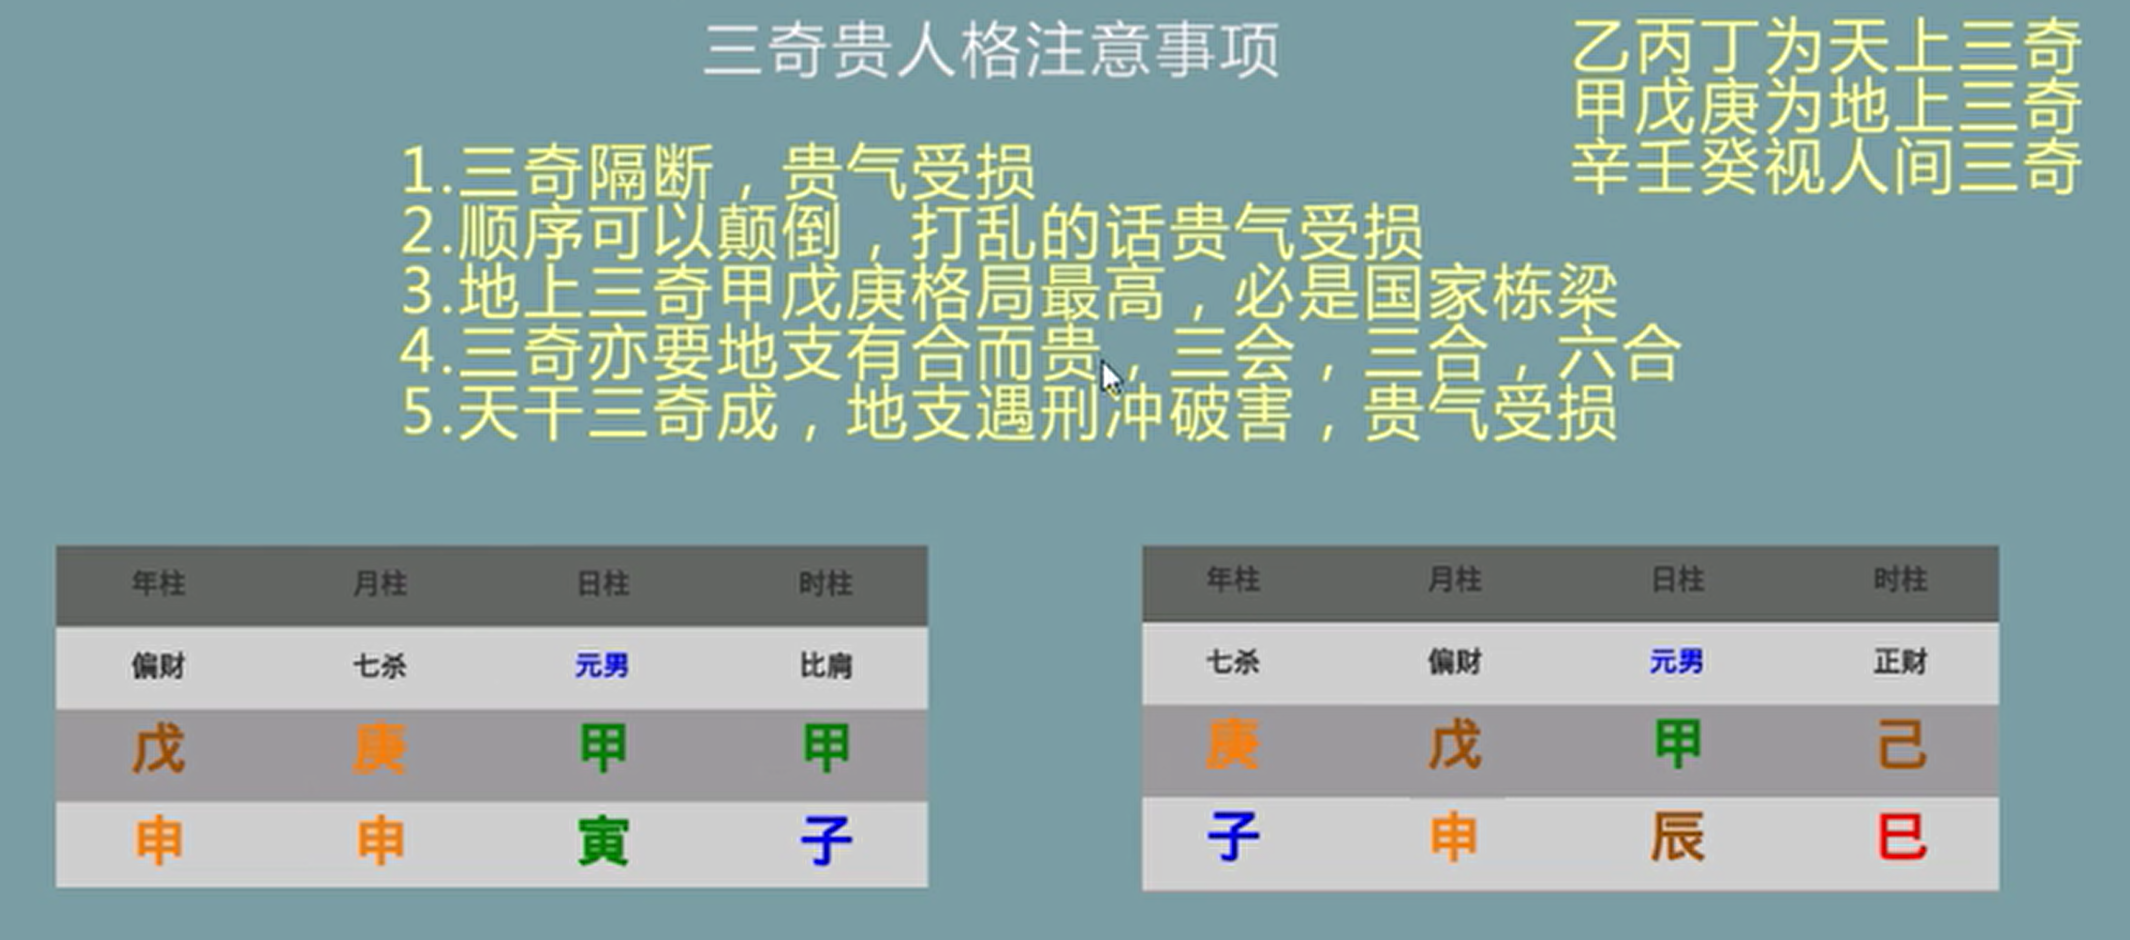 三奇贵人格注意事项
乙丙丁为天上三奇
甲戊庚为地上三奇
辛壬癸视人间三奇
1.三奇隔断，贵气受损
2.顺序可以颠倒，打乱的话贵气受损
3.地上三奇甲戊庚格局最高，必是国家栋梁
4.三奇亦要地支有合而贵，三会，三合，六合
5.天干三奇成，地支遇刑冲破害，贵气受损
年柱 月柱 日柱 时柱
偏财 七杀 元男 比肩
戊 庚 甲 甲
申 申 寅 子
年柱 月柱 日柱 时柱
七杀 偏财 元男 正财
庚 戊 甲 己
子 申 辰 巳